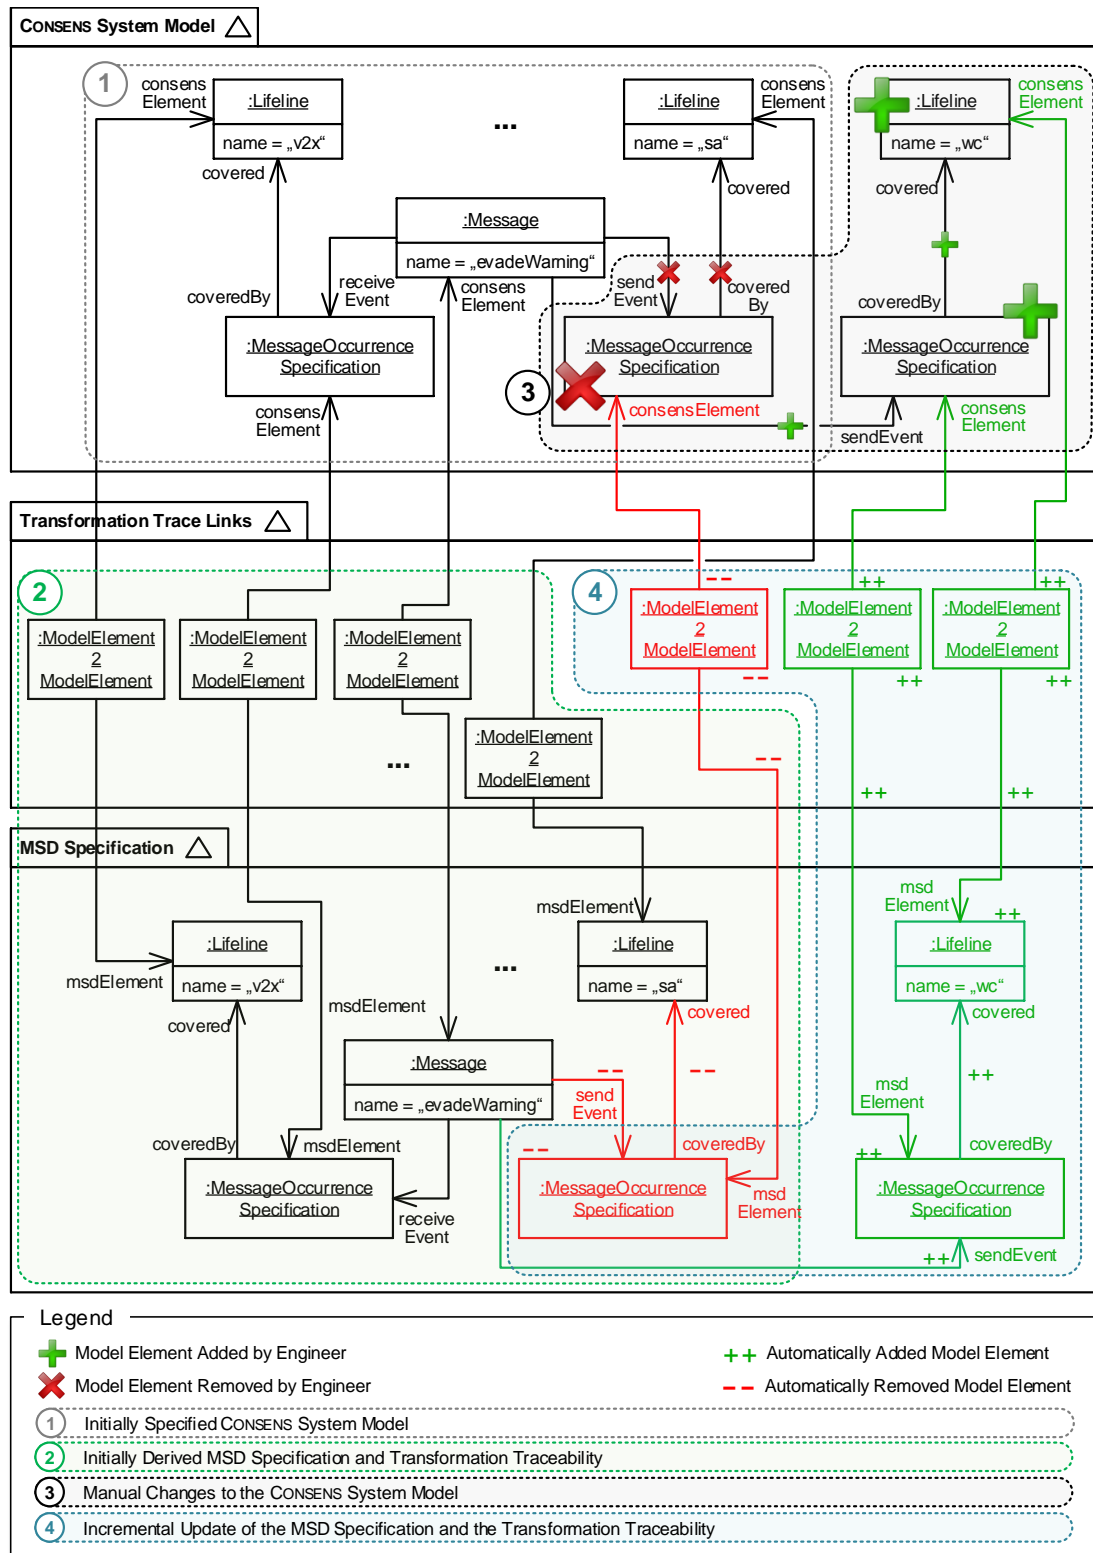 CONSENS System Model
1
consens
Element
:Lifeline
name = „v2x“
covered
...
:Lifeline
name = „sa“
consens
Element
covered
:Lifeline
name = „wc“
consens
Element
covered
:Message
name = „evadeWarning“
receive
Event
consens
Element
send
Event
covered
By
coveredBy
coveredBy
:MessageOccurrence
Specification
:MessageOccurrence
Specification
:MessageOccurrence
Specification
3
consens
Element
consensElement
sendEvent
consens
Element
Transformation Trace Links
2
4
:ModelElement
2
ModelElement
:ModelElement
2
ModelElement
:ModelElement
2
ModelElement
:ModelElement
2
ModelElement
...
-- 
:ModelElement
2
ModelElement
--
--
++
:ModelElement
2
ModelElement
++
++
++
:ModelElement
2
ModelElement
++
++
MSD Specification
msdElement
:Lifeline
name = „v2x“
covered
...
msdElement
:Lifeline
name = „sa“
covered
msd
Element
++
:Lifeline
name = „wc“
covered
msdElement
:Message
name = „evadeWarning“
--
send
Event
--
++
msd
Element
coveredBy
msdElement
:MessageOccurrence
Specification
receive
Event
--
coveredBy
:MessageOccurrence
Specification
msd
Element
++
coveredBy
:MessageOccurrence
Specification
++
sendEvent
Legend
Model Element Added by Engineer
++ Automatically Added Model Element
Model Element Removed by Engineer
-- Automatically Removed Model Element
1 Initially Specified CONSENS System Model
2 Initially Derived MSD Specification and Transformation Traceability
3 Manual Changes to the CONSENS System Model
4 Incremental Update of the MSD Specification and the Transformation Traceability